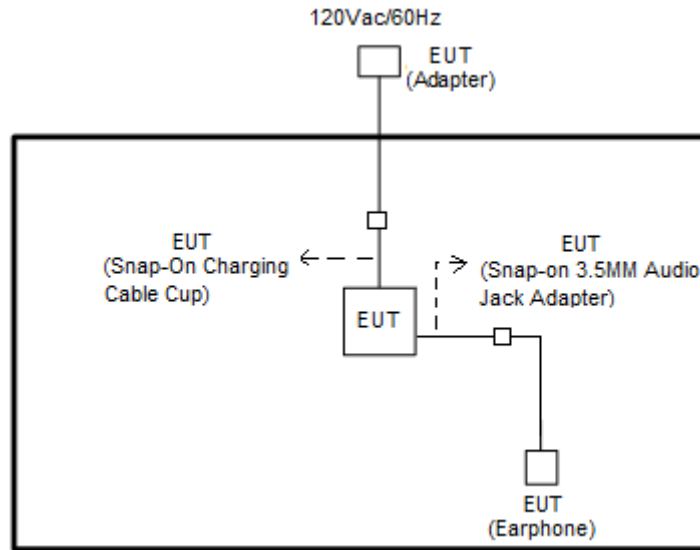 120Vac/60Hz
EUT
(Adapter)
EUT
(Snap-On Charging
Cable Cup)
EUT
(Snap-on 3.5MM Audio
Jack Adapter)
EUT
EUT
(Earphone)